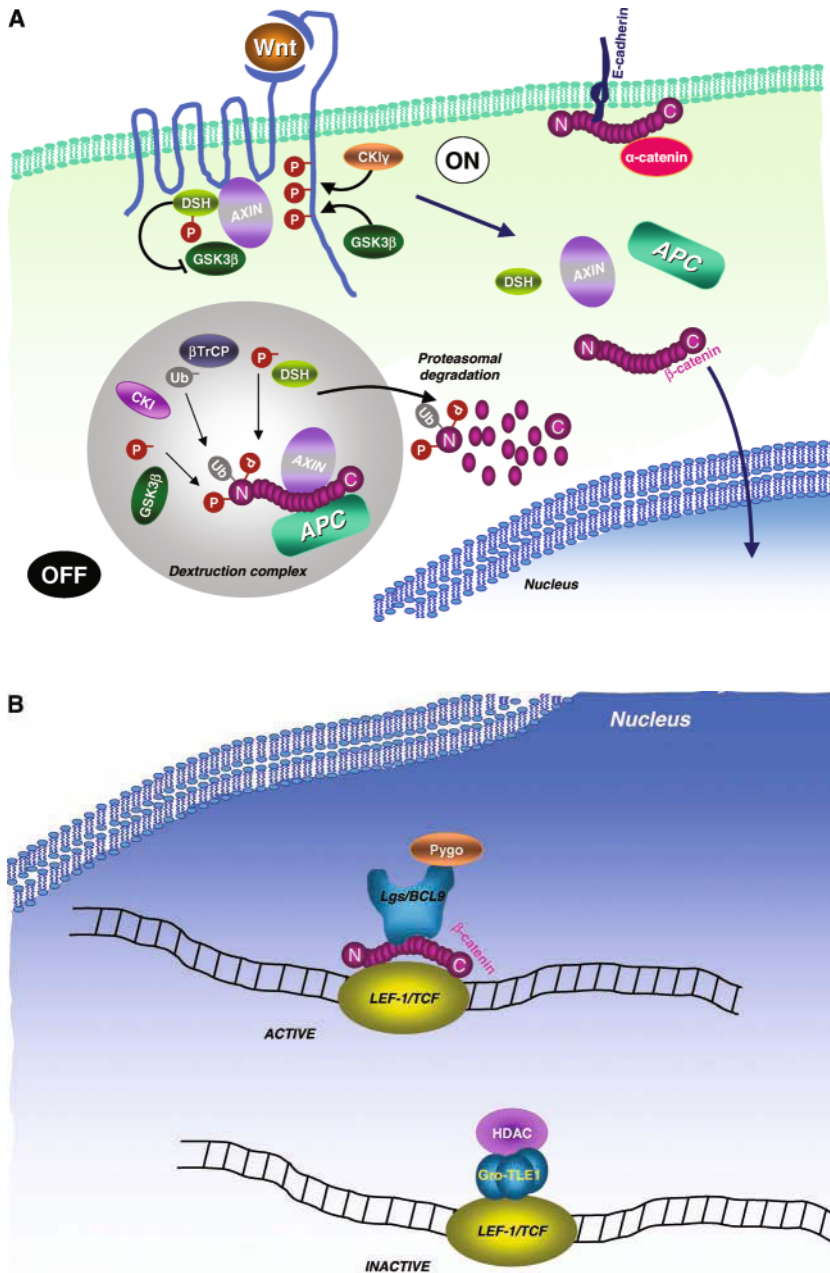 A
Wnt
E-cadherin
N
C
α-catenin
ON
P
CKIγ
P
P
DSH
AXIN
P
GSK3β
GSK3β
DSH
AXIN
APC
N
C
β-catenin
βTrCP
Ub
P
DSH
CKI
Proteasomal
degradation
P
GSK3β
Ub
P
P
N
AXIN
C
APC
Ub
P
P
N
C
Dextruction complex
OFF
Nucleus
B
Nucleus
Pygo
Lgs/BCL9
N
C
β-catenin
LEF-1/TCF
ACTIVE
HDAC
Gro-TLE1
LEF-1/TCF
INACTIVE